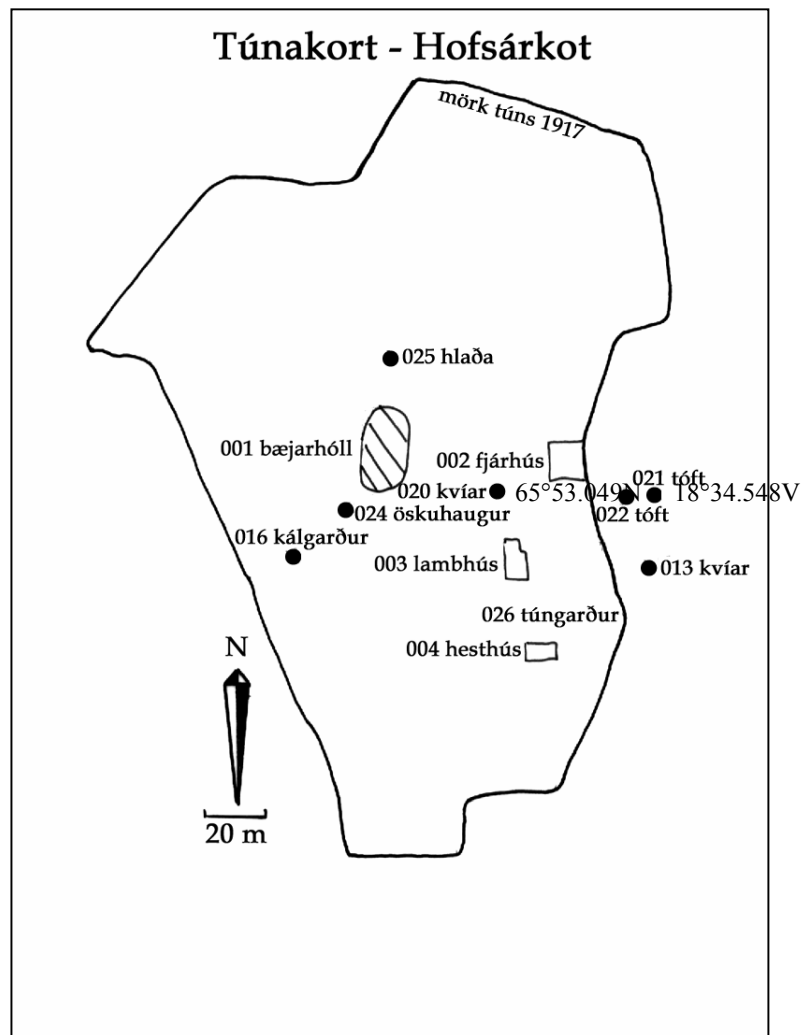 Túnakort - Hofsárkot
mörk túns 1917
025 hlaða
001 bæjarhóll
002 fjárhús
021 tóft
020 kvíar
65°53.049N
18°34.548V
022 tóft
024 öskuhaugur
016 kálgarður
003 lambhús
013 kvíar
026 túngarður
004 hesthús
N
20 m